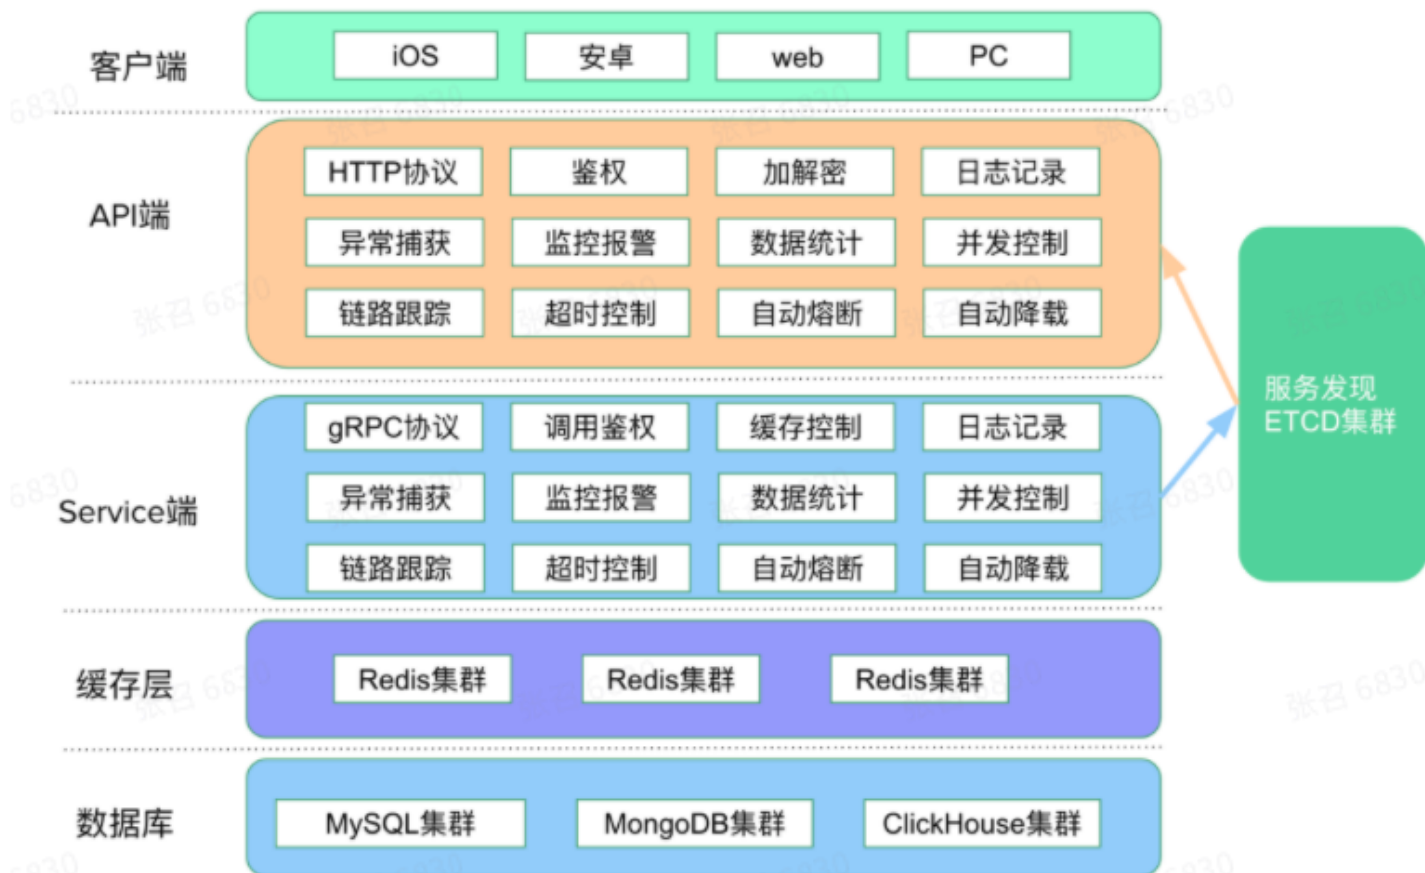 客户端
iOS
安卓
web
PC
API端
HTTP协议
鉴权
加解密
日志记录
异常捕获
监控报警
数据统计
并发控制
链路跟踪
超时控制
自动熔断
自动降载
服务发现
ETCD集群
Service端
gRPC协议
调用鉴权
缓存控制
日志记录
异常捕获
监控报警
数据统计
并发控制
链路跟踪
超时控制
自动熔断
自动降载
缓存层
Redis集群
Redis集群
Redis集群
数据库
MySQL集群
MongoDB集群
ClickHouse集群
张召 6830